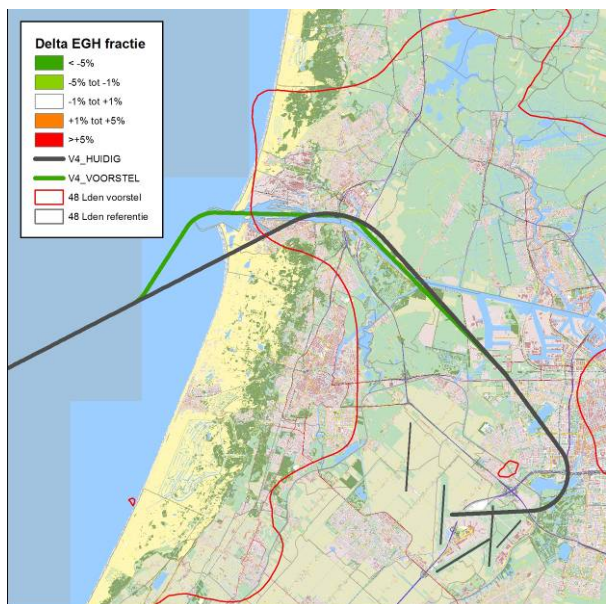 Delta EGH fractie
< -5%
-5% tot -1%
-1% tot +1%
+1% tot +5%
>+5%
V4_HUIDIG
V4_VOORSTEL
48 Lden voorstel
48 Lden referentie